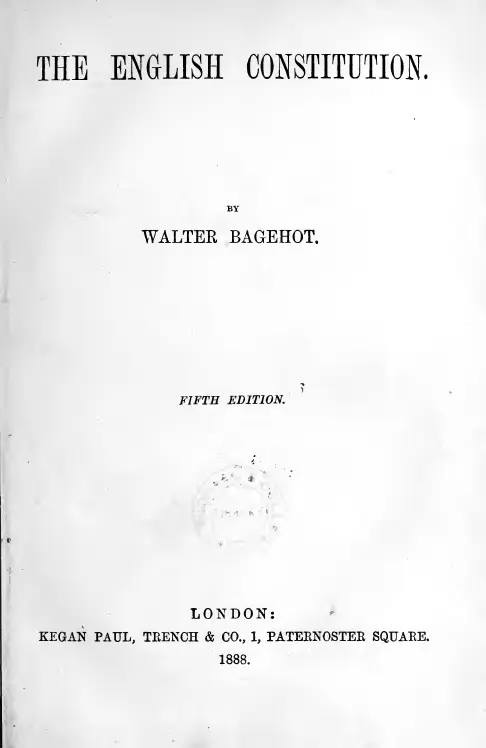 THE ENGLISH CONSTITUTION.
BY
WALTER BAGEHOT.
FIFTH EDITION.
LONDON:
KEGAN PAUL, TRENCH & CO., 1, PATERNOSTER SQUARE.
1888.